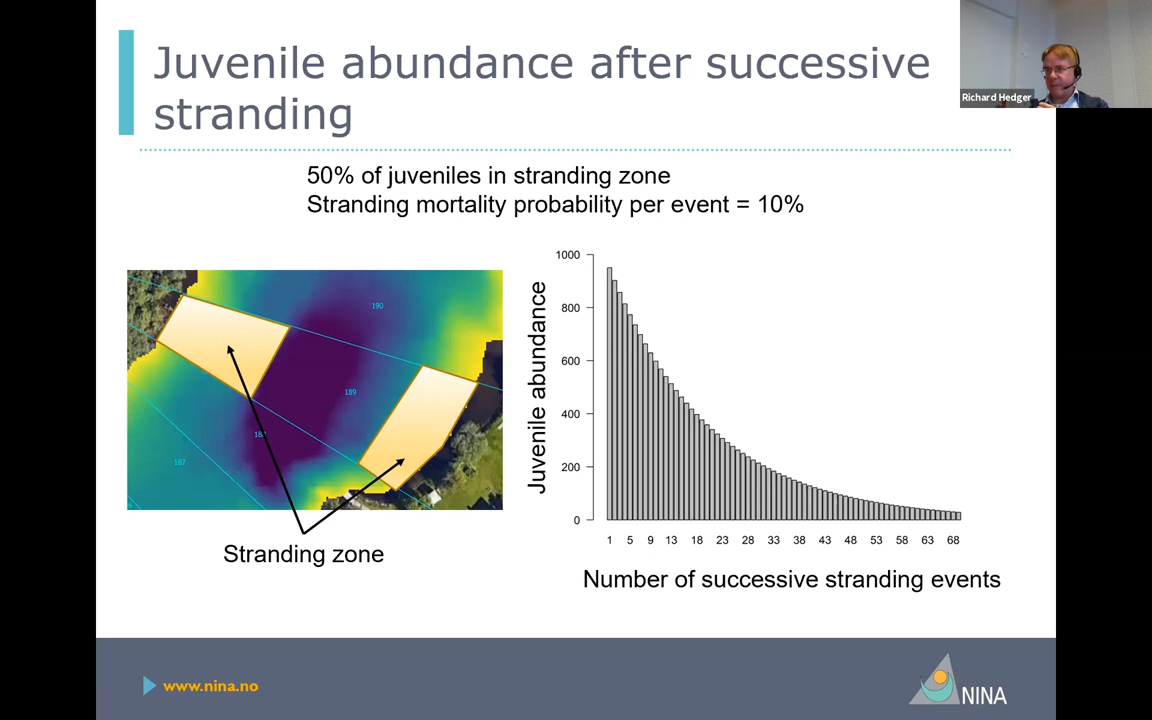 Juvenile abundance after successive
stranding
Richard Hedger
50% of juveniles in stranding zone
Stranding mortality probability per event = 10%
190
189
187
Stranding zone
Juvenile abundance
1000
800
600
400
200
0
1 5 9 13 18 23 28 33 38 43 48 53 58 63 68
Number of successive stranding events
www.nina.no
NINA